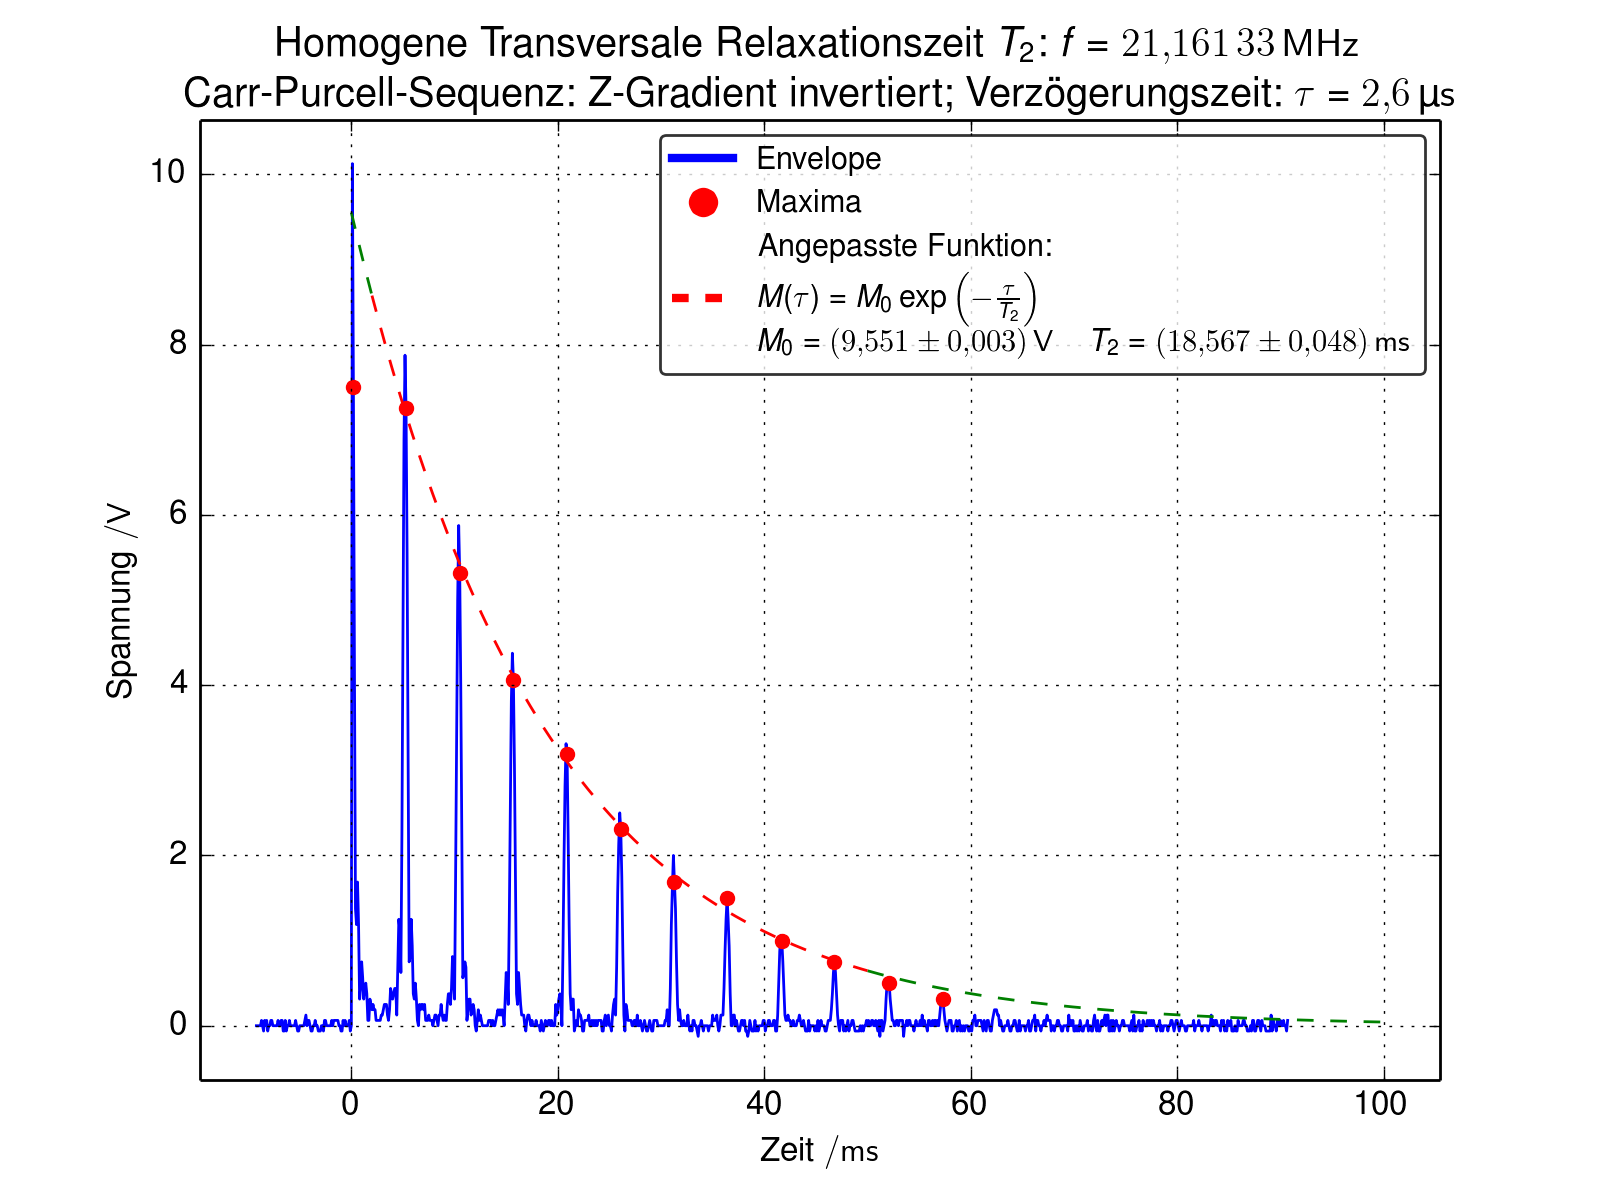 Homogene Transversale Relaxationszeit T₂: f = 21,161 33 MHz
Carr-Purcell-Sequenz: Z-Gradient invertiert; Verzögerungszeit: τ = 2,6 µs
Envelope
Maxima
Angepasste Funktion:
M(τ) = M₀ exp(−τ/T₂)
M₀ = (9,551 ± 0,003) V T₂ = (18,567 ± 0,048) ms
10
8
6
4
2
0
Spannung /V
0 20 40 60 80 100
Zeit /ms